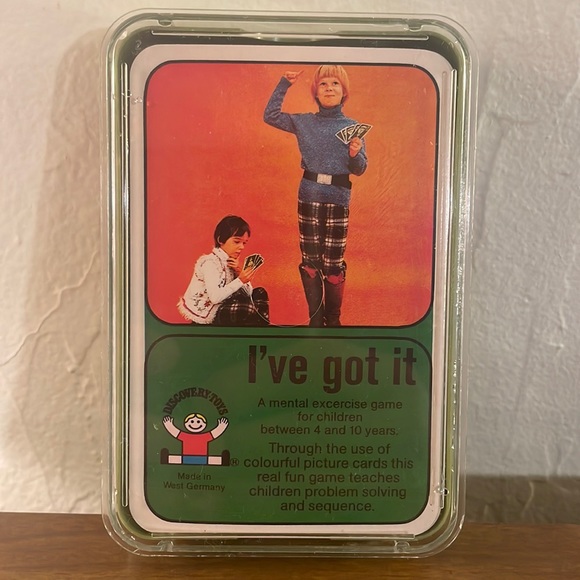 I've got it
A mental excercise game
for children
between 4 and 10 years.
Through the use of
colourful picture cards this
real fun game teaches
children problem solving
and sequence.
DISCOVERY TOYS
®
Made in
West Germany